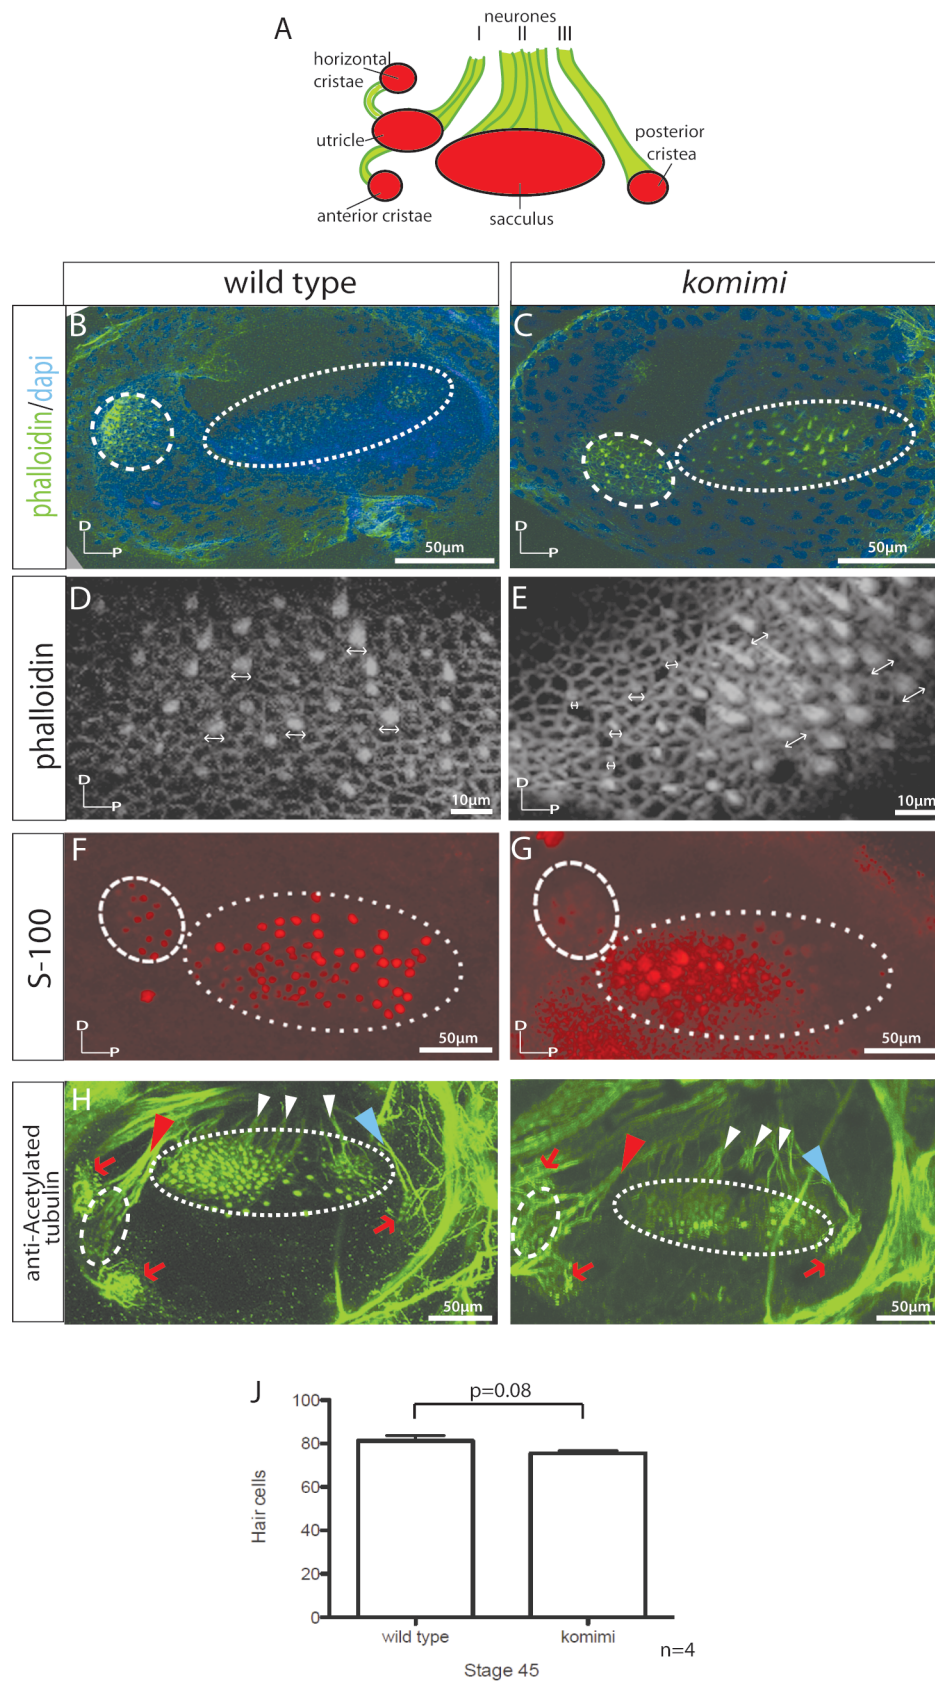 A
neurones
I II III
horizontal
cristae
utricle
anterior cristae
sacculus
posterior
cristea
wild type
komimi
phalloidin/dapi
B
D
P
50μm
C
D
P
50μm
phalloidin
D
D
P
10μm
E
D
P
10μm
S-100
F
D
P
50μm
G
D
P
50μm
anti-Acetylated
tubulin
H
50μm
50μm
J
p=0.08
100
80
60
40
20
0
Hair cells
wild type
komimi
n=4
Stage 45